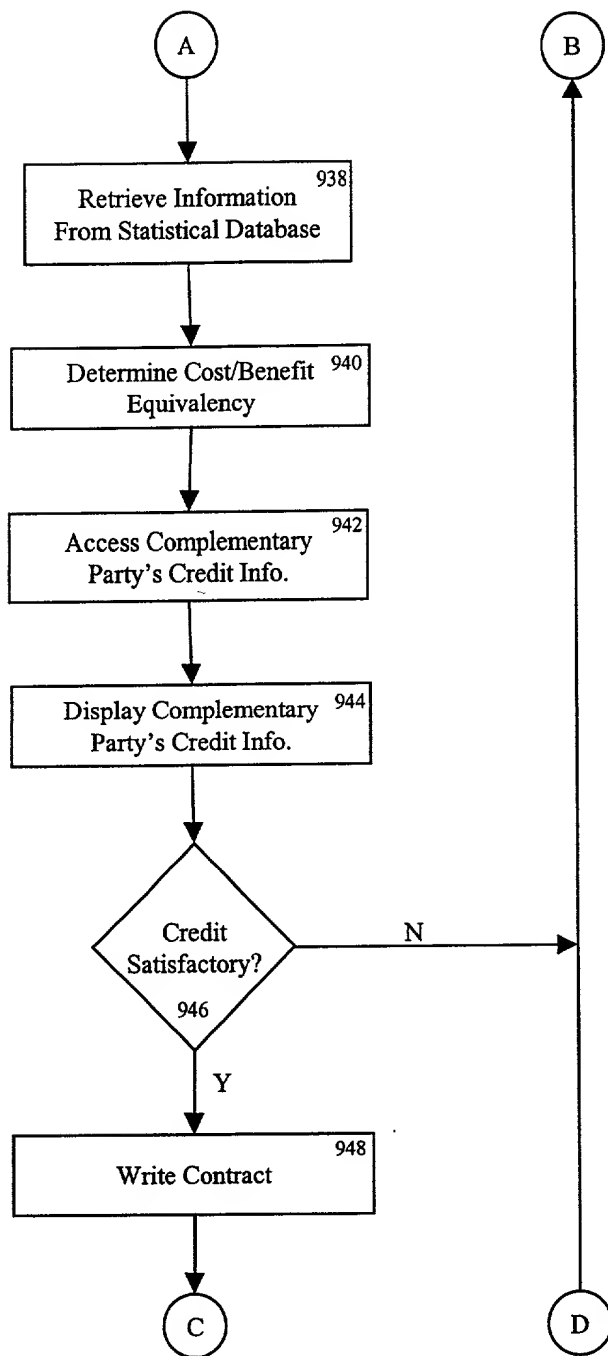 A
B
938
Retrieve Information
From Statistical Database
940
Determine Cost/Benefit
Equivalency
942
Access Complementary
Party's Credit Info.
944
Display Complementary
Party's Credit Info.
Credit
Satisfactory?
946
N
Y
948
Write Contract
C
D